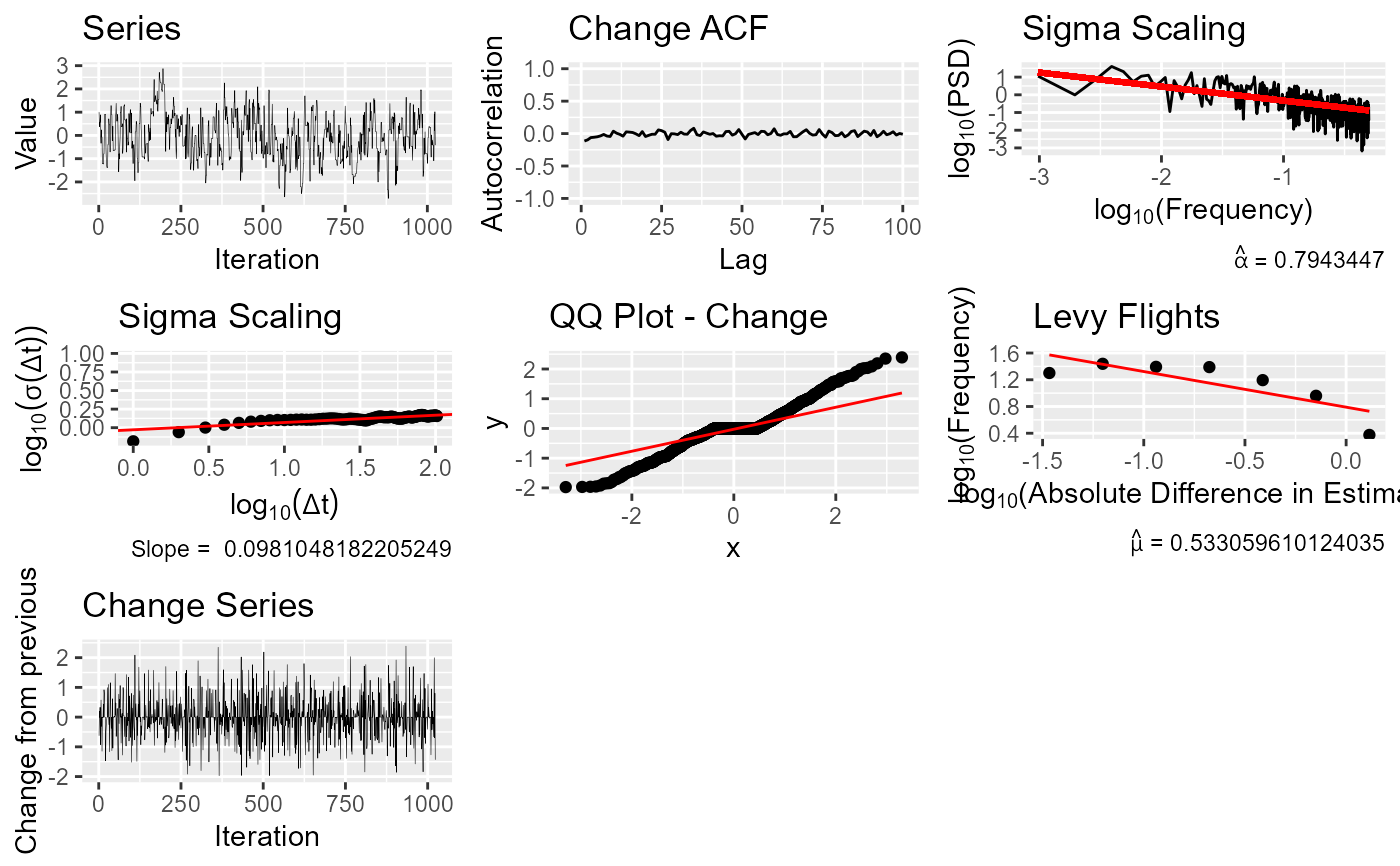 Series
Value
3
2
1
0
-1
-2
0 250 500 750 1000
Iteration
Change ACF
Autocorrelation
1.0
0.5
0.0
-0.5
-1.0
0 25 50 75 100
Lag
Sigma Scaling
log10(PSD)
1
0
-1
-2
-3
-3 -2 -1
log10(Frequency)
α̂ = 0.7943447
Sigma Scaling
log10(σ(Δt))
1.00
0.75
0.50
0.25
0.00
0.0 0.5 1.0 1.5 2.0
log10(Δt)
Slope = 0.0981048182205249
QQ Plot - Change
y
2
1
0
-1
-2
-2 0 2
x
Levy Flights
log10(Frequency)
1.6
1.2
0.8
0.4
-1.5 -1.0 -0.5 0.0
log10(Absolute Difference in Estima
μ̂ = 0.533059610124035
Change Series
Change from previous
2
1
0
-1
-2
0 250 500 750 1000
Iteration